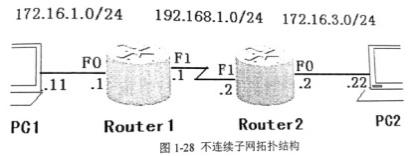 172.16.1.0/24 192.168.1.0/24 172.16.3.0/24
F0 F1 F1 F0
.11 .1 .1 .2 .2 .22
PC1 Router1 Router2 PC2
图 1-28 不连续子网拓扑结构